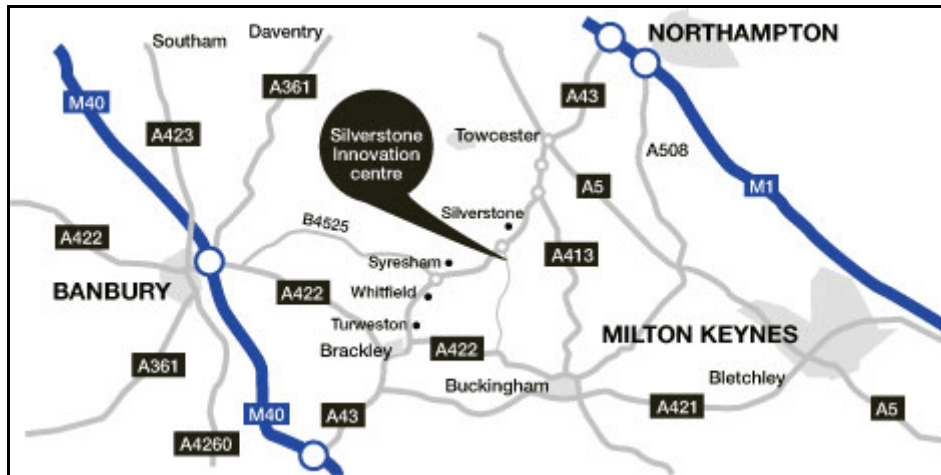 NORTHAMPTON
Daventry
Southam
A361
M40
A43
A423
Silverstone
Innovation
centre
Towcester
A508
A5
M1
Silverstone
B4525
A422
A413
Syresham
BANBURY
A422
Whitfield
Turweston
MILTON KEYNES
Brackley
A422
A361
Buckingham
Bletchley
M40
A43
A421
A5
A4260